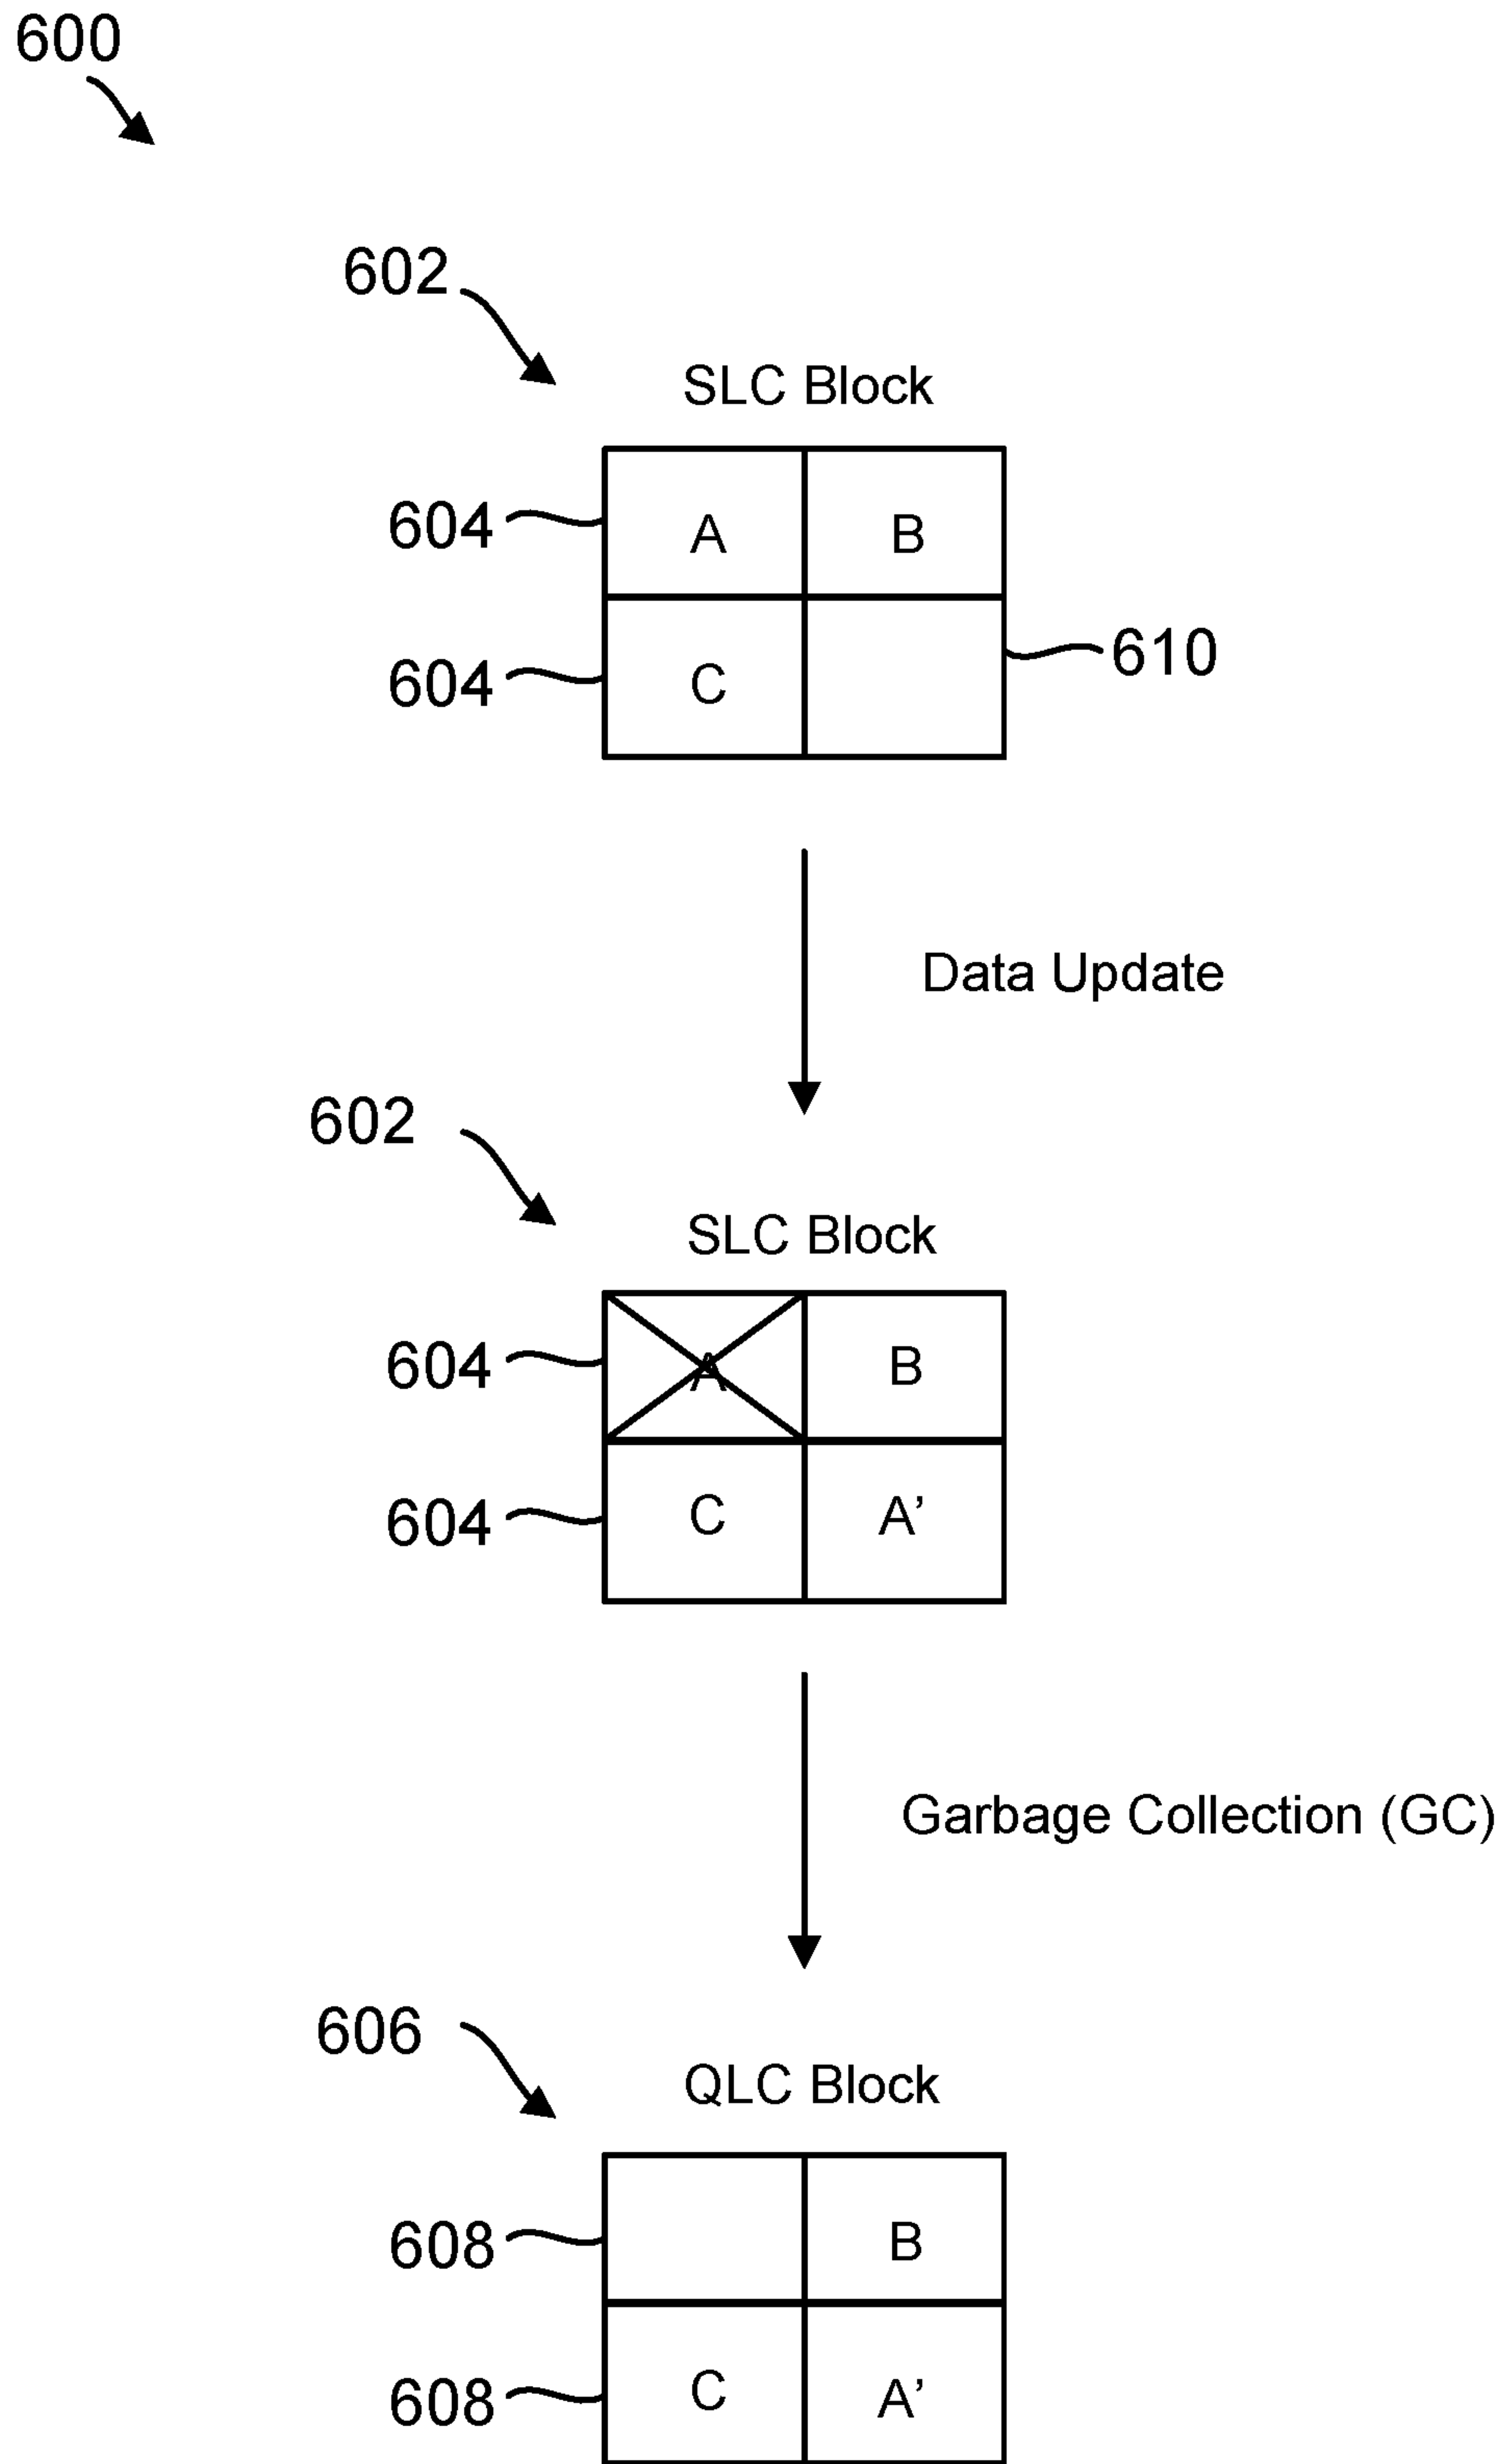 600
602
SLC Block
604
A
B
604
C
610
Data Update
602
SLC Block
604
A
B
604
C
A’
Garbage Collection (GC)
606
QLC Block
608
B
608
C
A’